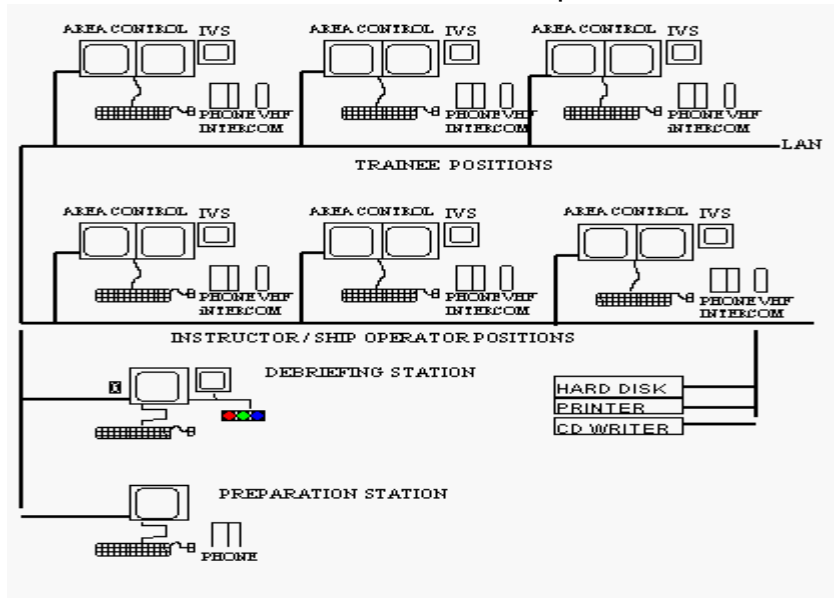 AREA CONTROL IVS AREA CONTROL IVS AREA CONTROL IVS
PHONE VHF PHONE VHF PHONE VHF
INTERCOM INTERCOM iNTERCOM
LAN
TRAINEE POSITIONS
AREA CONTROL IVS AREA CONTROL IVS AREA CONTROL IVS
PHONE VHF PHONE VHF PHONE VHF
iNTERCOM INTERCOM INTERCOM
INSTRUCTOR / SHIP OPERATOR POSITIONS
DEBRIEFING STATION
HARD DISK
PRINTER
CD WRITER
PREPARATION STATION
PHONE